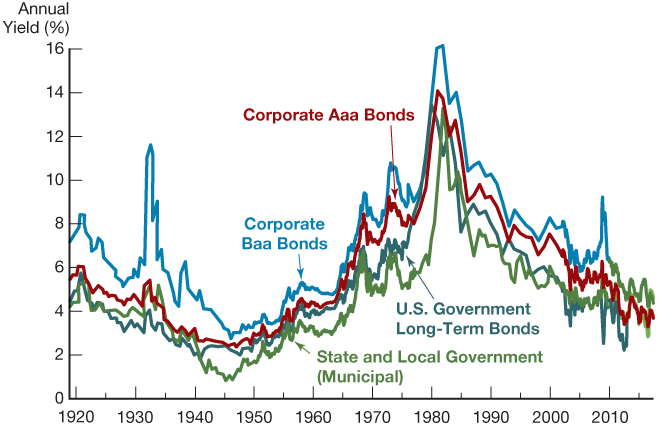 Annual
Yield (%)
16
14
12
10
8
6
4
2
0
Corporate Aaa Bonds
Corporate
Baa Bonds
U.S. Government
Long-Term Bonds
State and Local Government
(Municipal)
1920 1930 1940 1950 1960 1970 1980 1990 2000 2010